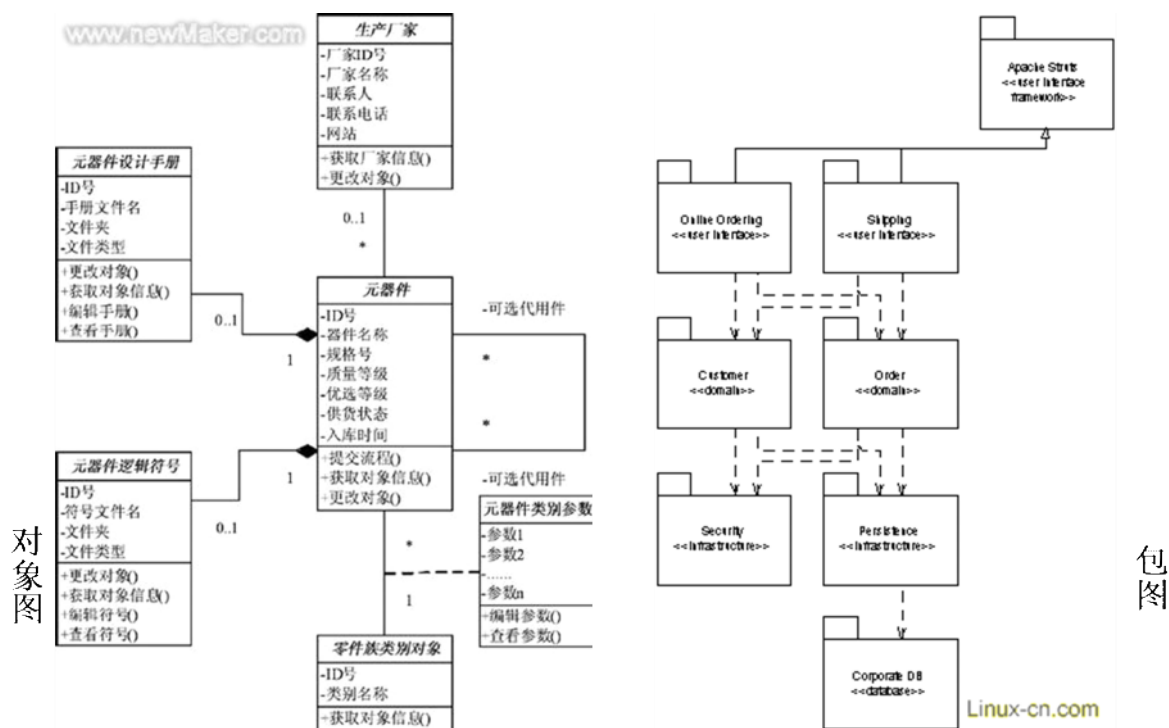 www.newMaker.com
生产厂家
-厂家ID号
-厂家名称
-联系人
-联系电话
-网站
+获取厂家信息()
+更改对象()
元器件设计手册
-ID号
-手册文件名
-文件夹
-文件类型
+更改对象()
+获取对象信息()
+编辑手册()
+查看手册()
0..1
*
0..1
1
元器件
-ID号
-器件名称
-规格号
-质量等级
-优选等级
-供货状态
-入库时间
+提交流程()
+获取对象信息()
+更改对象()
-可选代用件
*
*
-可选代用件
元器件逻辑符号
-ID号
-符号文件名
-文件夹
-文件类型
+更改对象()
+获取对象信息()
+编辑符号()
+查看符号()
1
0..1
元器件类别参数
-参数1
-参数2
-......
-参数n
+编辑参数()
+查看参数()
*
1
零件族类别对象
-ID号
-类别名称
+获取对象信息()
对象图
Apache Struts
<<user interface
framework>>
Online Ordering
<<user interface>>
Shipping
<<user interface>>
Customer
<<domain>>
Order
<<domain>>
Security
<<infrastructure>>
Persistence
<<infrastructure>>
Corporate DB
<<database>>
Linux-cn.com
包图